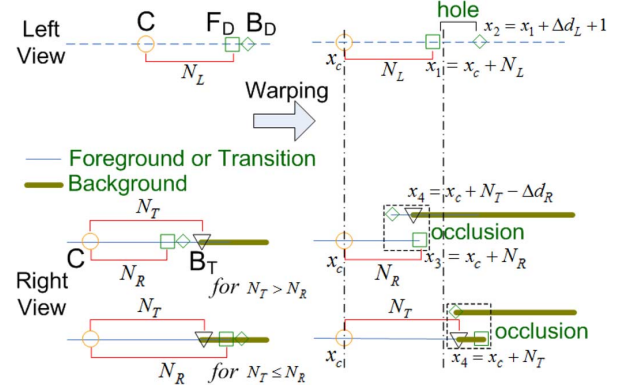 Left
View
C
F_D
B_D
N_L
hole
x_2 = x_1 + Δd_L + 1
x_c
N_L
x_1 = x_c + N_L
Warping
Foreground or Transition
Background
N_T
C
N_R
B_T
for N_T > N_R
x_4 = x_c + N_T − Δd_R
occlusion
x_c
N_R
x_3 = x_c + N_R
Right
View
N_T
N_R
for N_T ≤ N_R
N_T
occlusion
x_c
x_4 = x_c + N_T